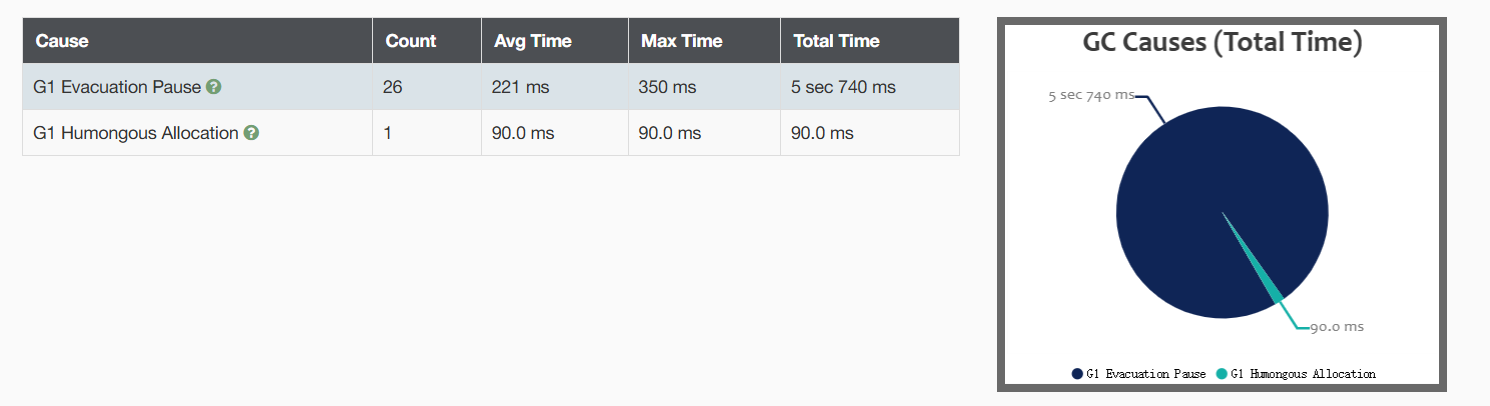 Cause Count Avg Time Max Time Total Time
G1 Evacuation Pause ? 26 221 ms 350 ms 5 sec 740 ms
G1 Humongous Allocation ? 1 90.0 ms 90.0 ms 90.0 ms
GC Causes (Total Time)
5 sec 740 ms
90.0 ms
G1 Evacuation Pause G1 Humongous Allocation